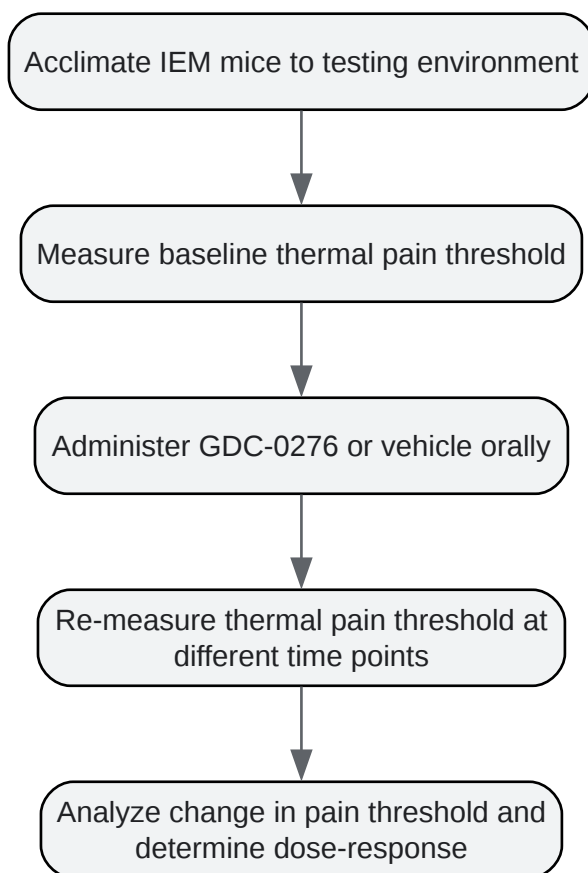 Acclimate IEM mice to testing environment
Measure baseline thermal pain threshold
Administer GDC-0276 or vehicle orally
Re-measure thermal pain threshold at
different time points
Analyze change in pain threshold and
determine dose-response